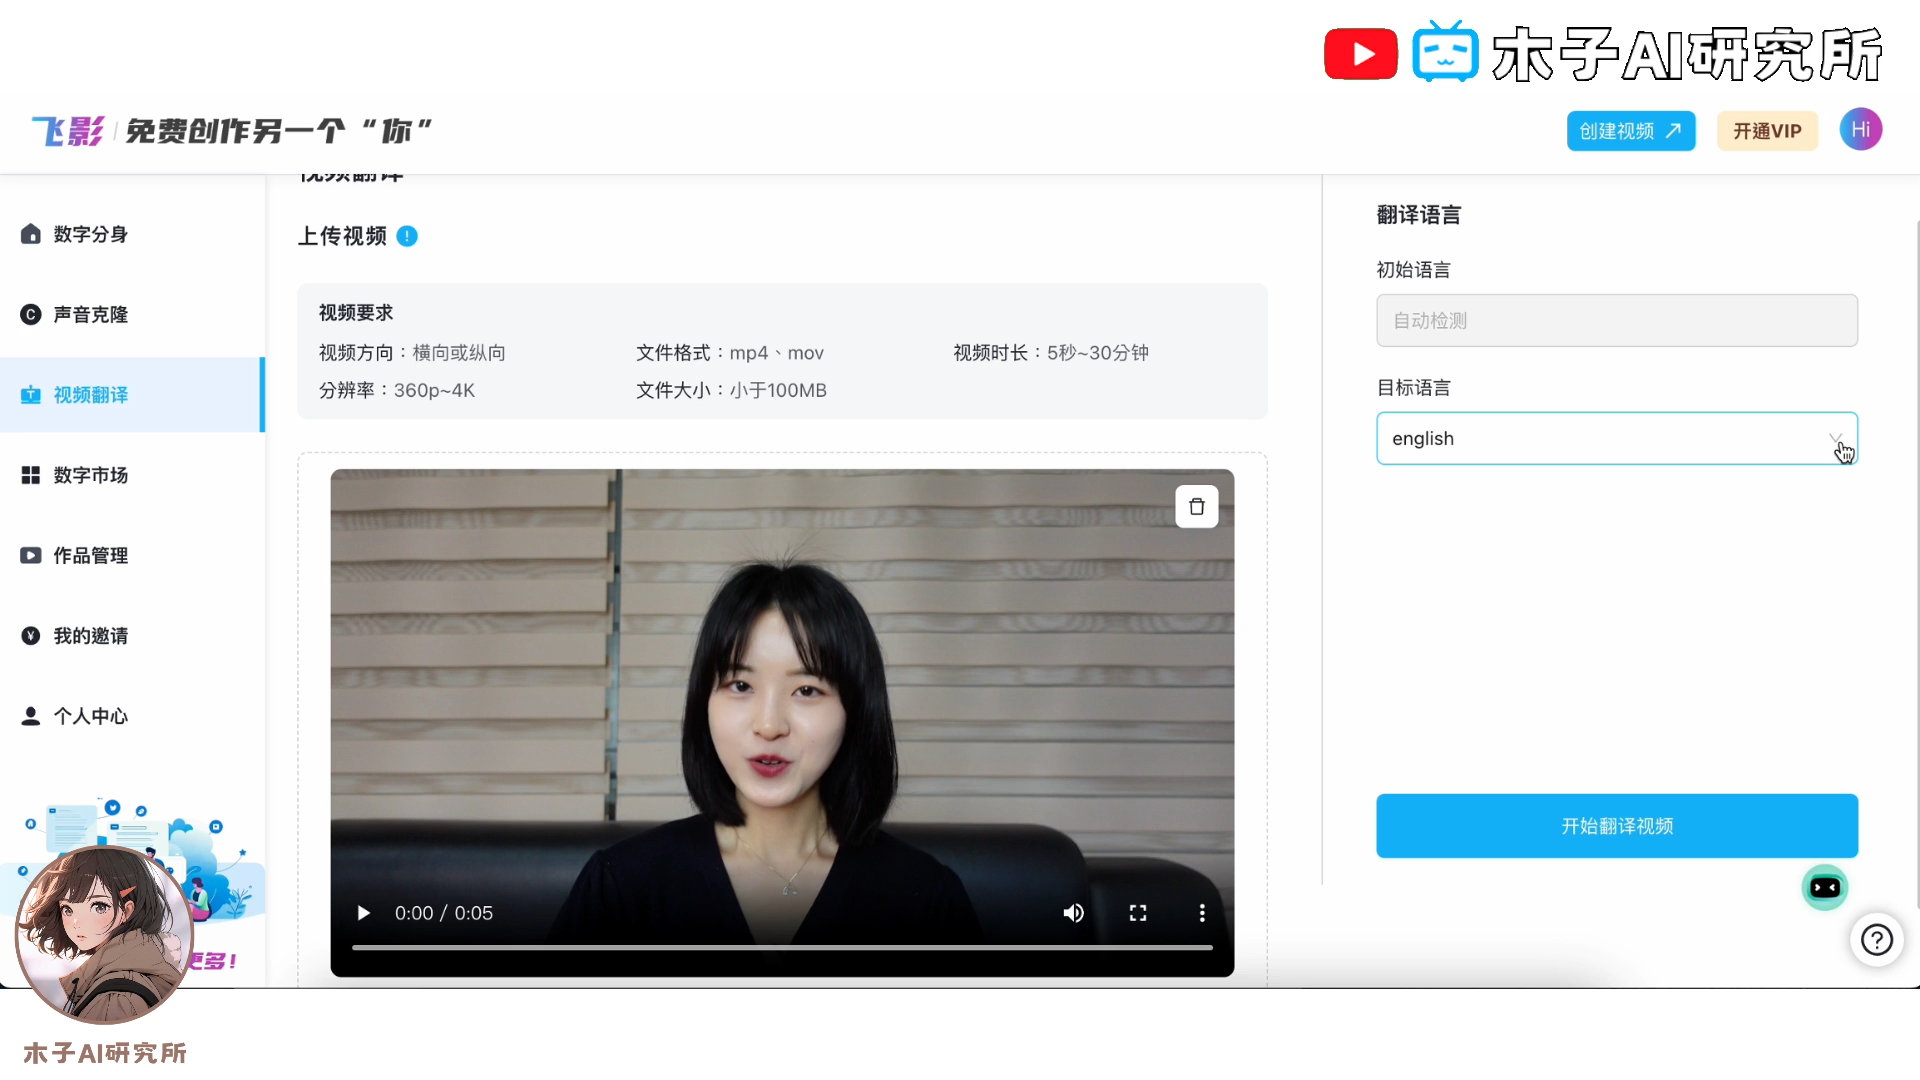 木子AI研究所
飞影 | 免费创作另一个“你”
创建视频
开通VIP
Hi
数字分身
声音克隆
视频翻译
数字市场
作品管理
我的邀请
个人中心
更多!
木子AI研究所
视频翻译
上传视频
视频要求
视频方向：横向或纵向
文件格式：mp4、mov
视频时长：5秒~30分钟
分辨率：360p~4K
文件大小：小于100MB
0:00 / 0:05
翻译语言
初始语言
自动检测
目标语言
english
开始翻译视频